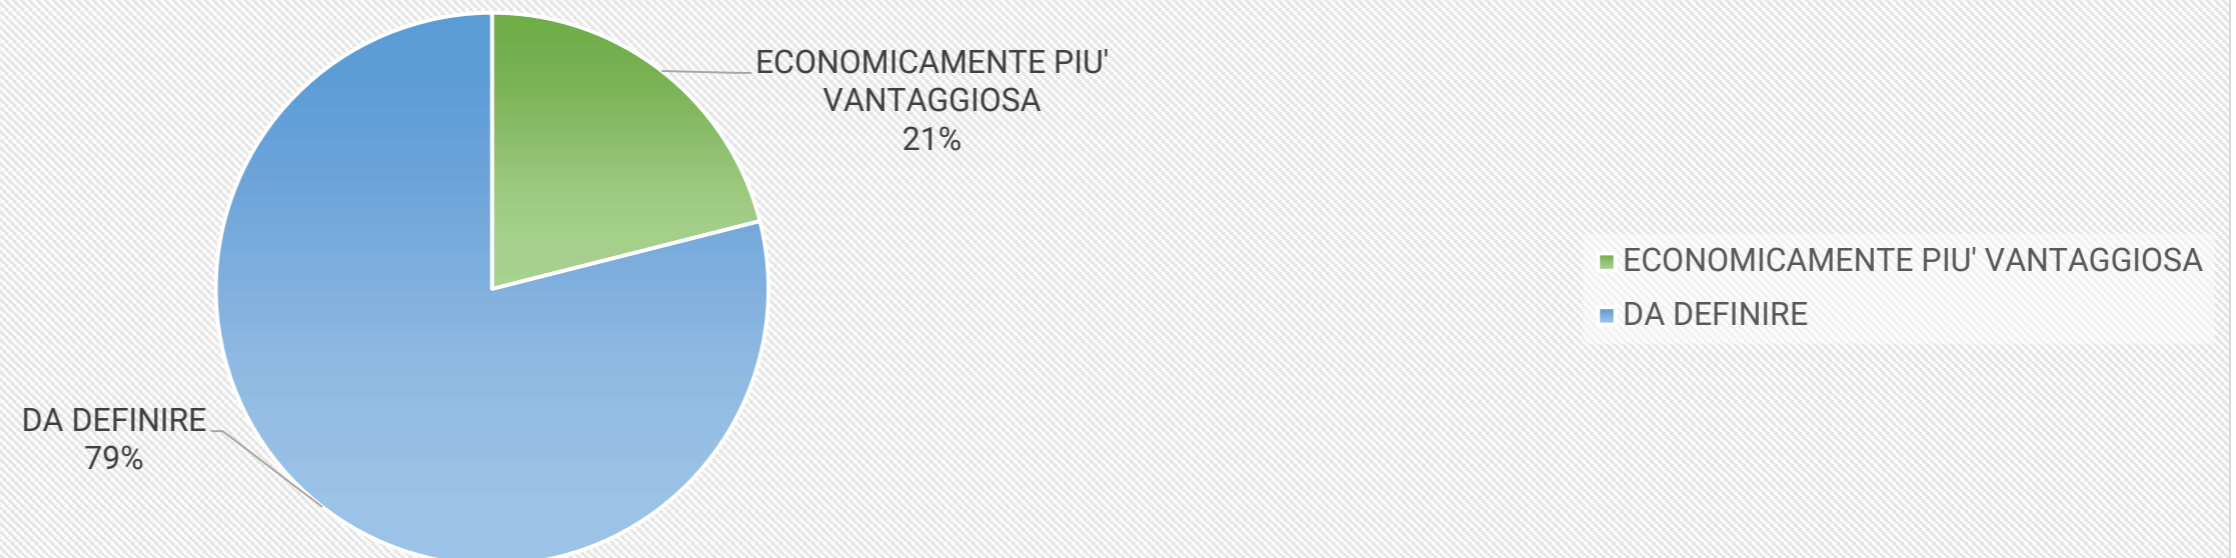 ECONOMICAMENTE PIU'
VANTAGGIOSA
21%
ECONOMICAMENTE PIU' VANTAGGIOSA
DA DEFINIRE
DA DEFINIRE
79%